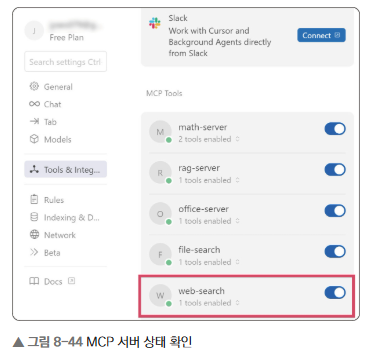 J
Free Plan
Search settings Ctrl
General
Chat
Tab
Models
Tools & Integ...
Rules
Indexing & D...
Network
Beta
Docs
Slack
Work with Cursor and
Background Agents directly
from Slack
Connect
MCP Tools
M
math-server
2 tools enabled
R
rag-server
1 tools enabled
O
office-server
2 tools enabled
F
file-search
1 tools enabled
W
web-search
1 tools enabled
▲ 그림 8-44 MCP 서버 상태 확인